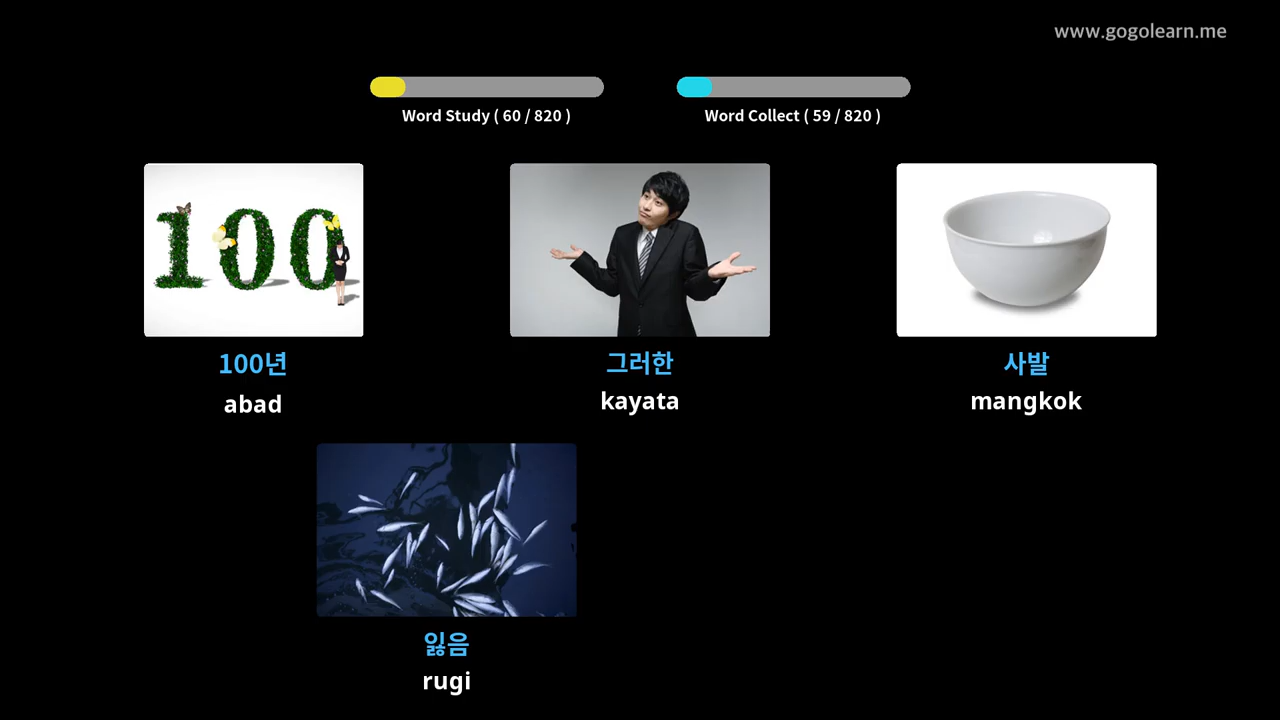 www.gogolearn.me
Word Study ( 60 / 820 )
Word Collect ( 59 / 820 )
100
100년
abad
그러한
kayata
사발
mangkok
잃음
rugi